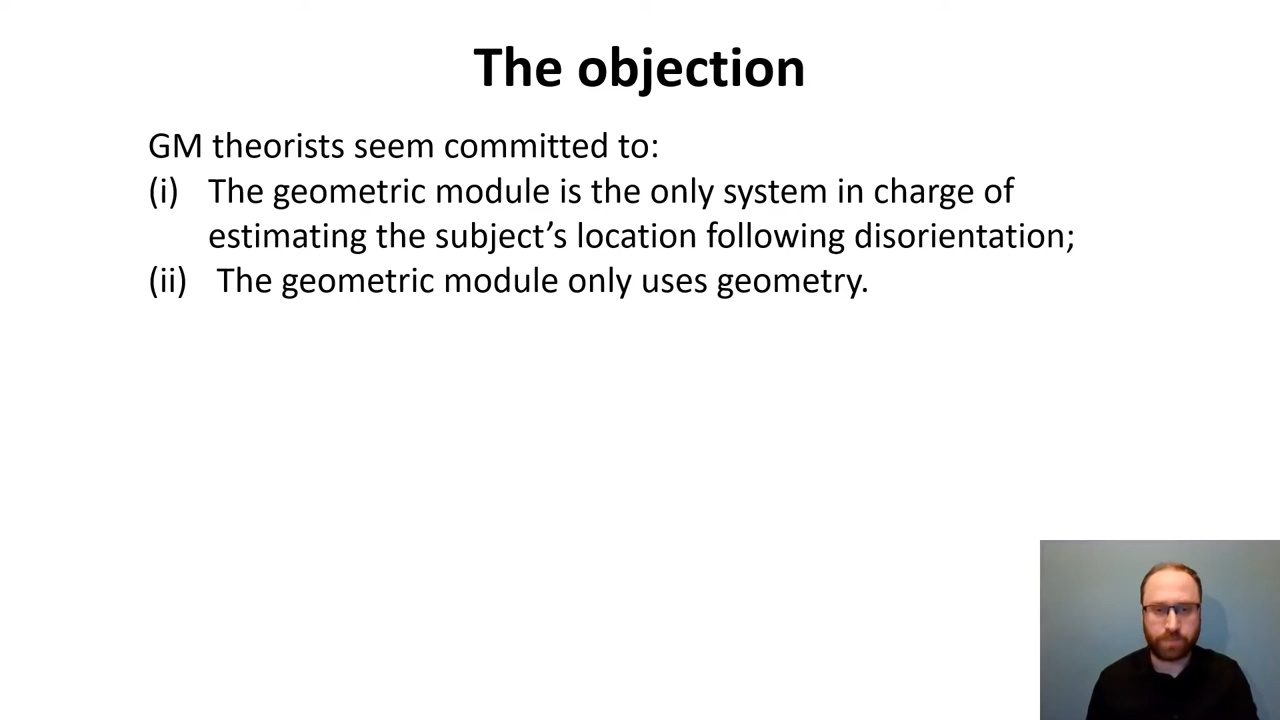 The objection
GM theorists seem committed to:
(i) The geometric module is the only system in charge of
estimating the subject’s location following disorientation;
(ii) The geometric module only uses geometry.